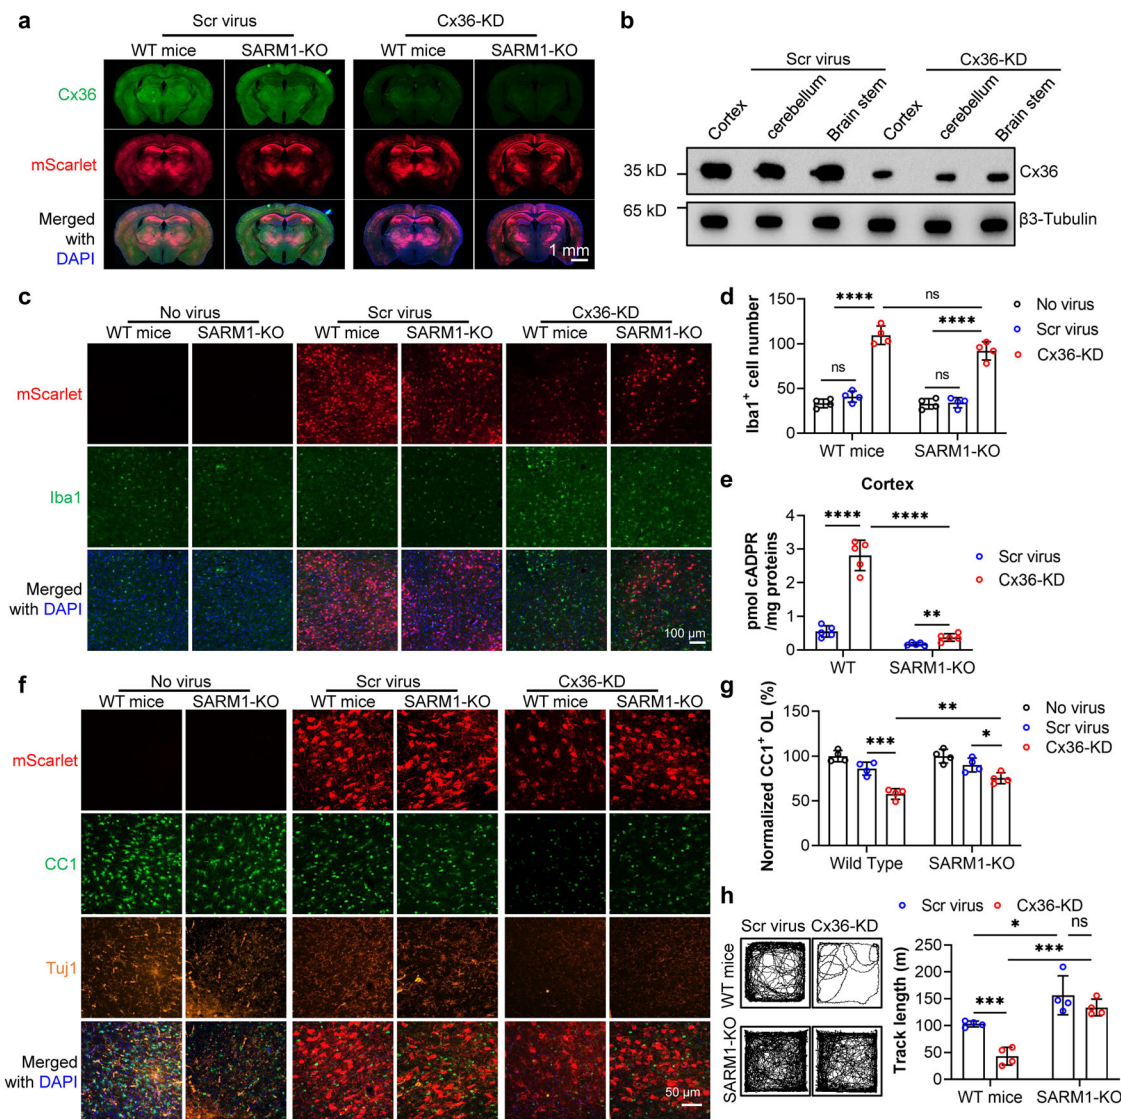 a
Scr virus
Cx36-KD
WT mice SARM1-KO
WT mice SARM1-KO
Cx36
mScarlet
Merged
with
DAPI
1 mm
b
Scr virus
Cx36-KD
Cortex
cerebellum
Brain stem
Cortex
cerebellum
Brain stem
35 kD
Cx36
65 kD
β3-Tubulin
c
No virus
Scr virus
Cx36-KD
WT mice SARM1-KO
WT mice SARM1-KO
WT mice SARM1-KO
mScarlet
Iba1
Merged
with DAPI
100 µm
d
Iba1+ cell number
150
100
50
0
****
ns
****
ns
ns
No virus
Scr virus
Cx36-KD
WT mice
SARM1-KO
e
Cortex
pmol cADPR
/mg proteins
4
3
2
1
0
****
****
**
Scr virus
Cx36-KD
WT
SARM1-KO
f
No virus
Scr virus
Cx36-KD
WT mice SARM1-KO
WT mice SARM1-KO
WT mice SARM1-KO
mScarlet
CC1
Tuj1
Merged
with DAPI
50 µm
g
Normalized CC1+ OL (%)
150
100
50
0
***
**
*
No virus
Scr virus
Cx36-KD
Wild Type
SARM1-KO
h
Scr virus Cx36-KD
WT mice
SARM1-KO
Scr virus
Cx36-KD
Track length (m)
250
200
150
100
50
0
*
ns
***
***
WT mice
SARM1-KO